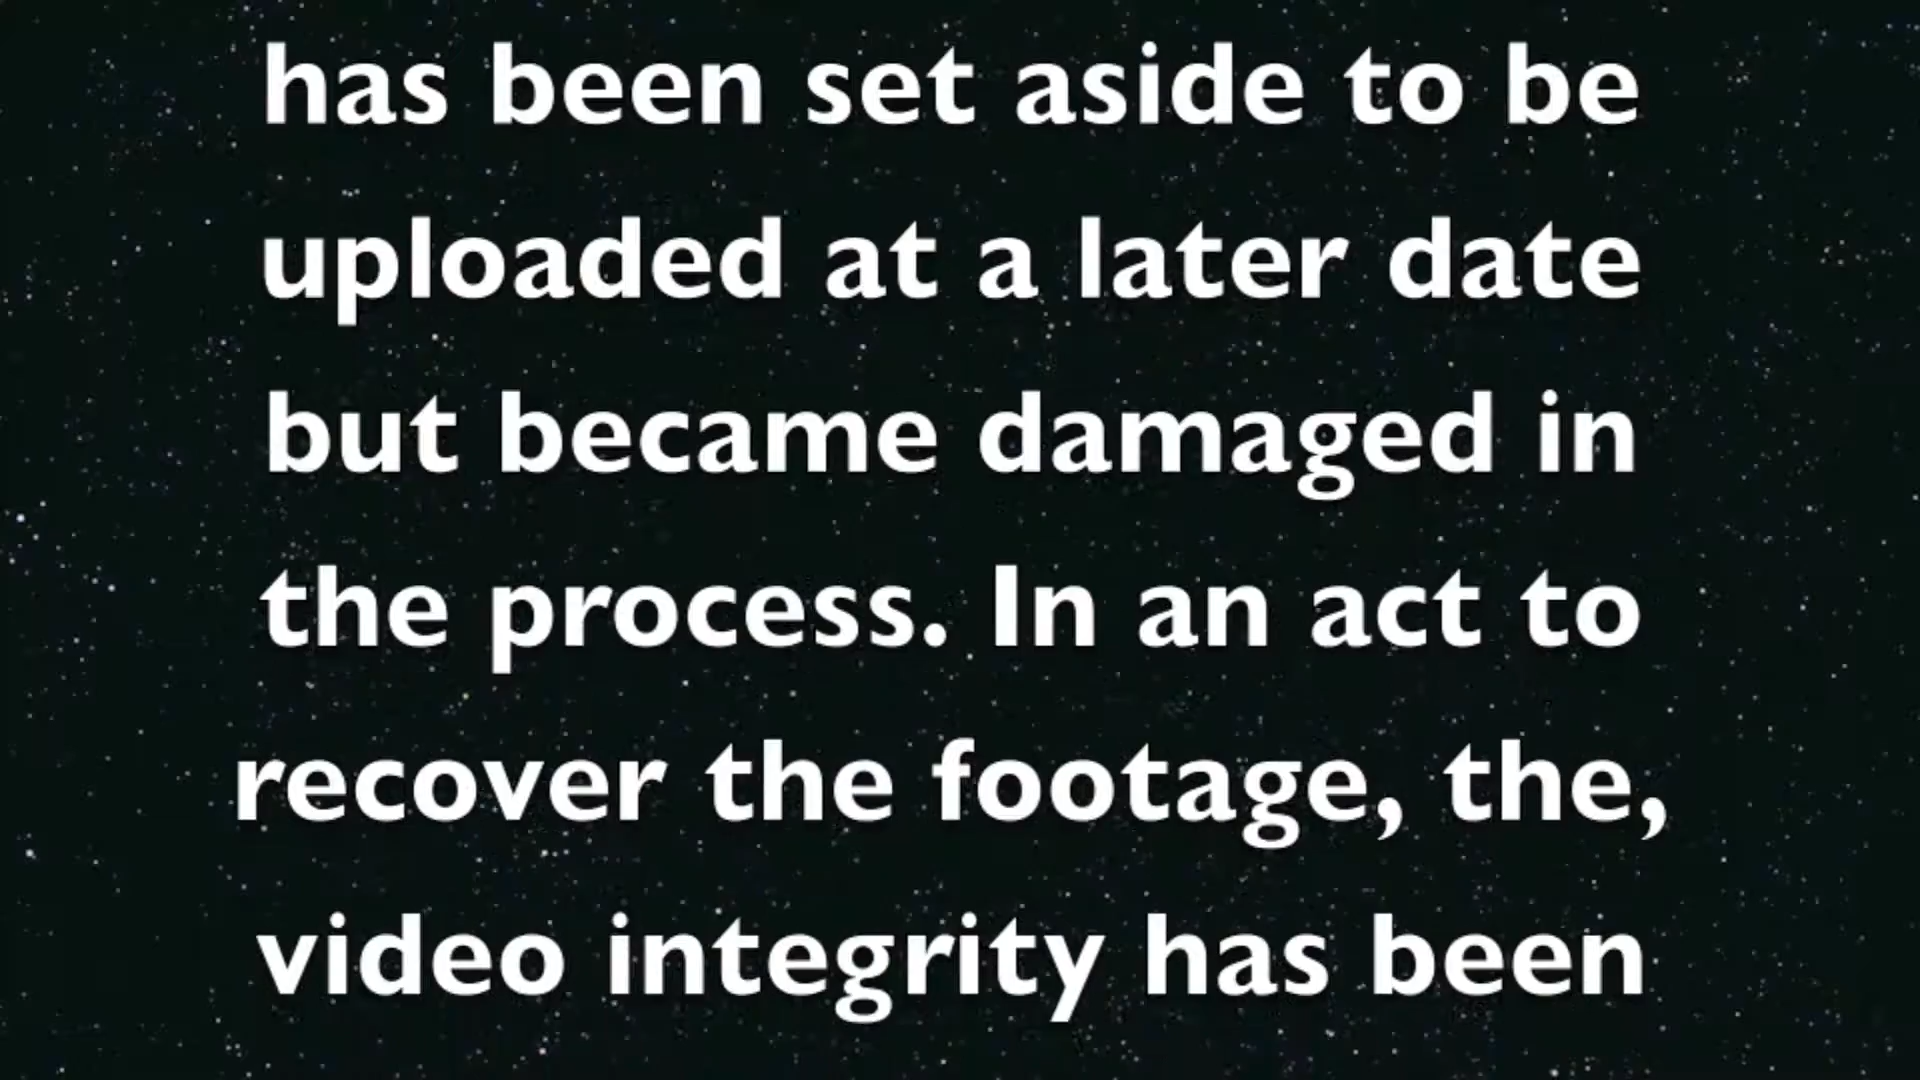 has been set aside to be
uploaded at a later date
but became damaged in
the process. In an act to
recover the footage, the,
video integrity has been